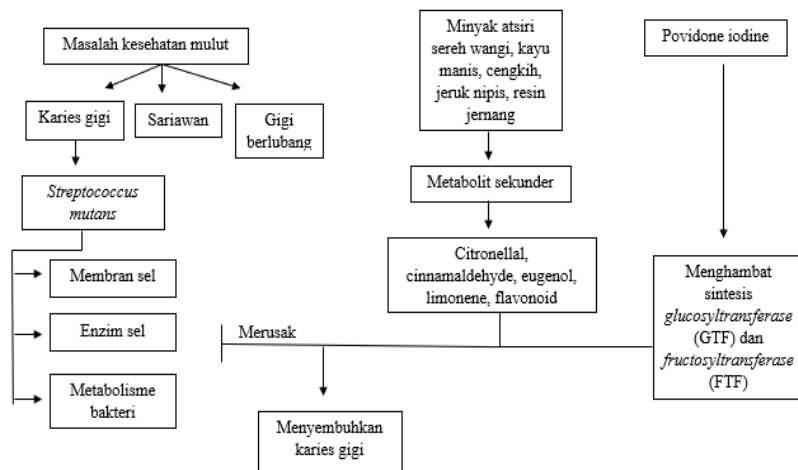 Masalah kesehatan mulut
Karies gigi
Sariawan
Gigi
berlubang
Streptococcus
mutans
Membran sel
Enzim sel
Metabolisme
bakteri
Minyak atsiri
sereh wangi, kayu
manis, cengkih,
jeruk nipis, resin
jernang
Metabolit sekunder
Citronellal,
cinnamaldehyde, eugenol,
limonene, flavonoid
Merusak
Menyembuhkan
karies gigi
Povidone iodine
Menghambat
sintesis
glucosyltransferase
(GTF) dan
fructosyltransferase
(FTF)